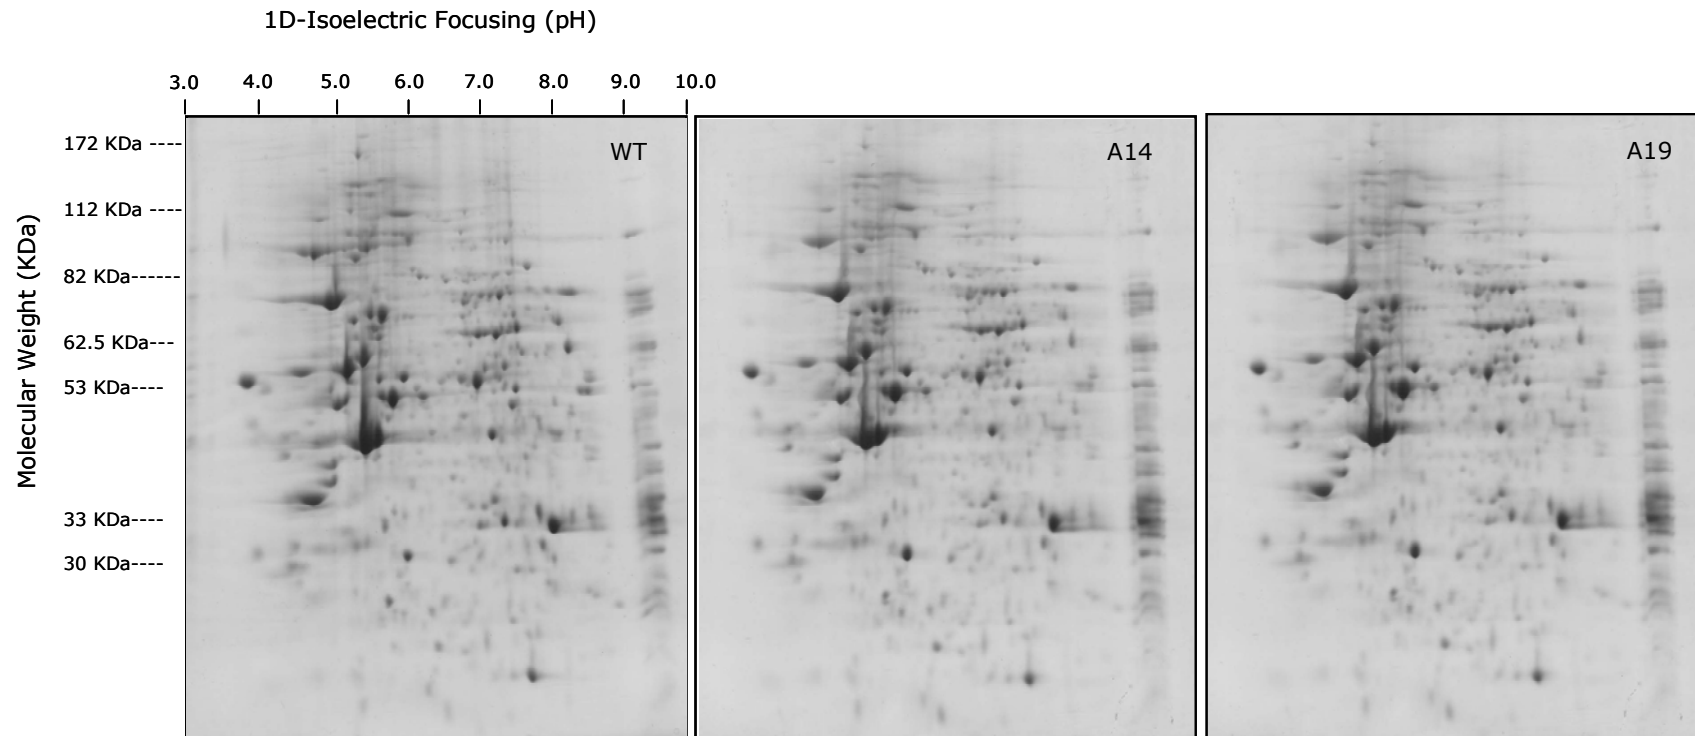 1D-Isoelectric Focusing (pH)
3.0 4.0 5.0 6.0 7.0 8.0 9.0 10.0
Molecular Weight (KDa)
172 KDa ----
112 KDa ----
82 KDa------
62.5 KDa---
53 KDa----
33 KDa----
30 KDa----
WT
A14
A19